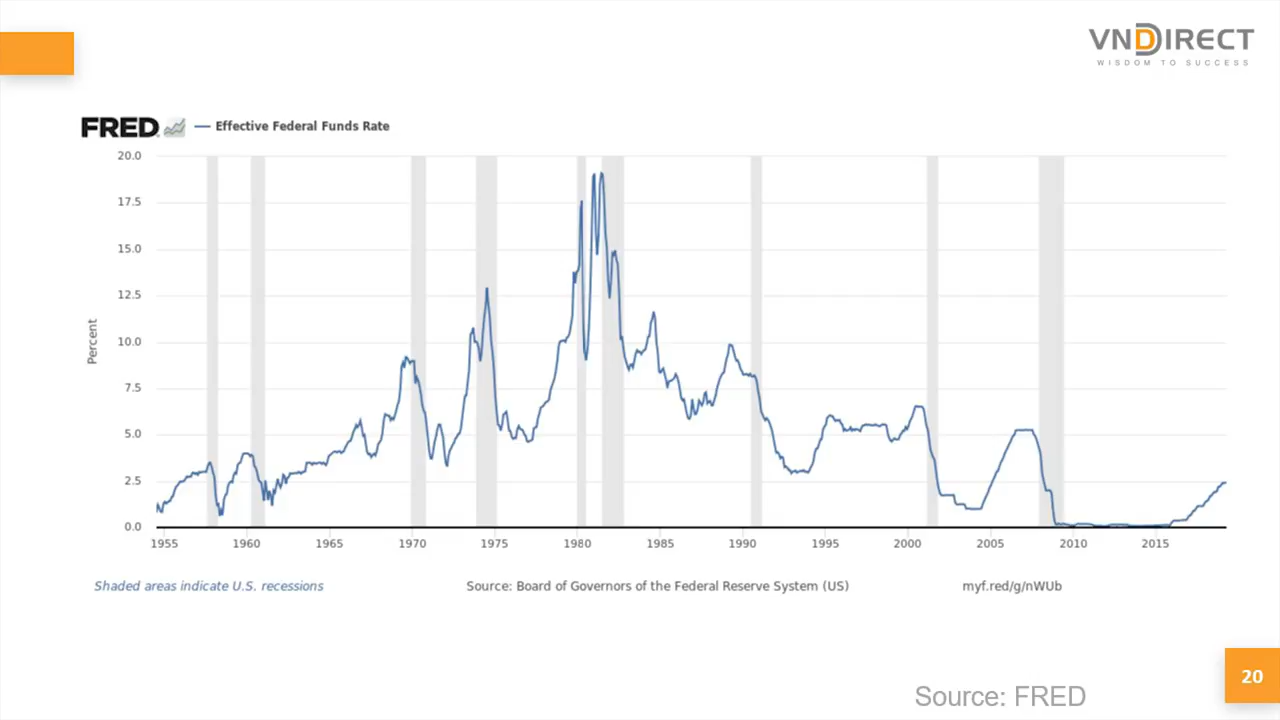 VNDIRECT
WISDOM TO SUCCESS
FRED Effective Federal Funds Rate
20.0
17.5
15.0
12.5
10.0
7.5
5.0
2.5
0.0
Percent
1955 1960 1965 1970 1975 1980 1985 1990 1995 2000 2005 2010 2015
Shaded areas indicate U.S. recessions Source: Board of Governors of the Federal Reserve System (US) myf.red/g/nWUb
20
Source: FRED